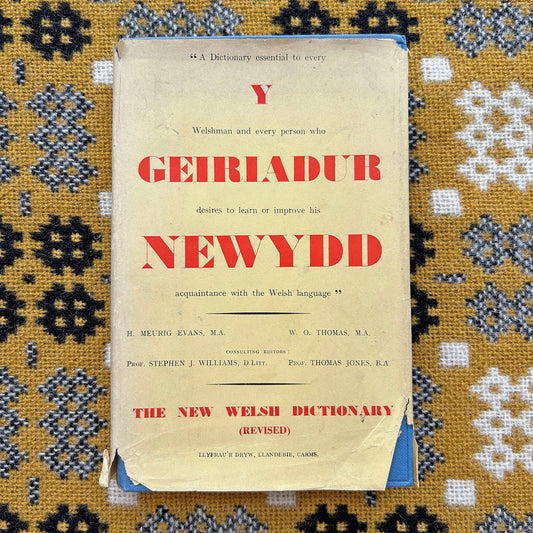 “ A Dictionary essential to every
Y
Welshman and every person who
GEIRIADUR
desires to learn or improve his
NEWYDD
acquaintance with the Welsh language ”
H. MEURIG EVANS, M.A. W. O. THOMAS, M.A.
CONSULTING EDITORS :
PROF. STEPHEN J. WILLIAMS, D.LITT. PROF. THOMAS JONES, B.A
THE NEW WELSH DICTIONARY
(REVISED)
LLYFRAU'R DRYW, LLANDEBIE, CARMS.